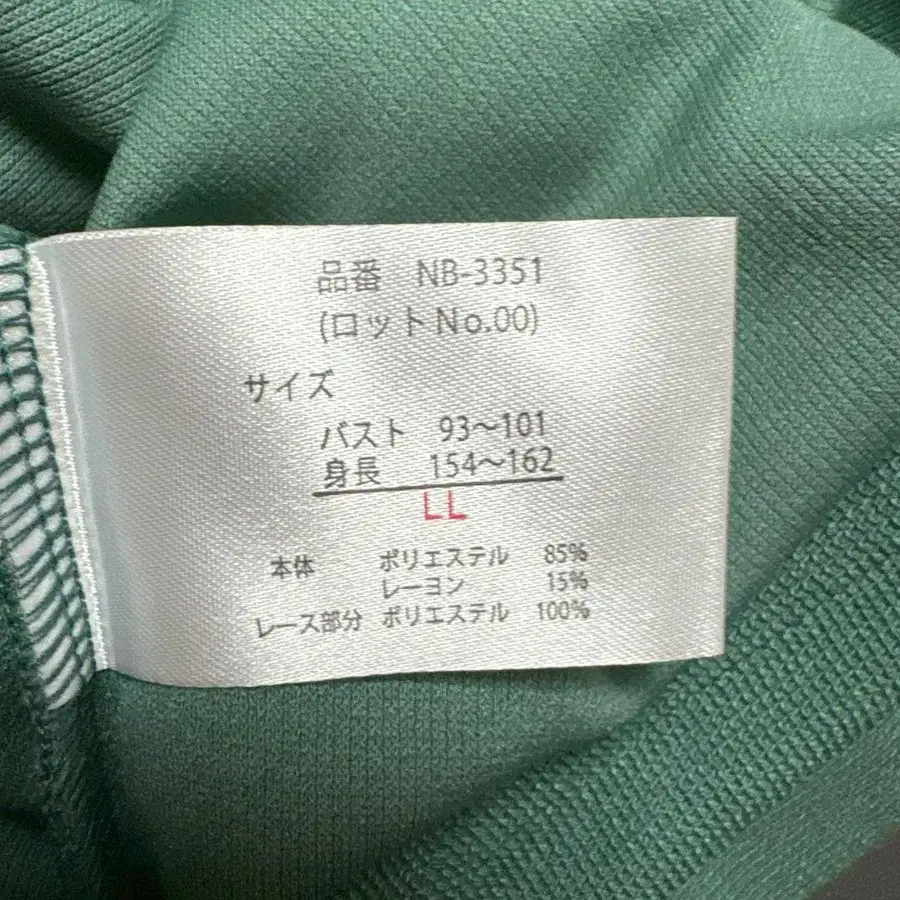 品番 NB-3351
(ロットNo.00)
サイズ
バスト 93～101
身長 154～162
LL
本体 ポリエステル 85%
レーヨン 15%
レース部分 ポリエステル 100%